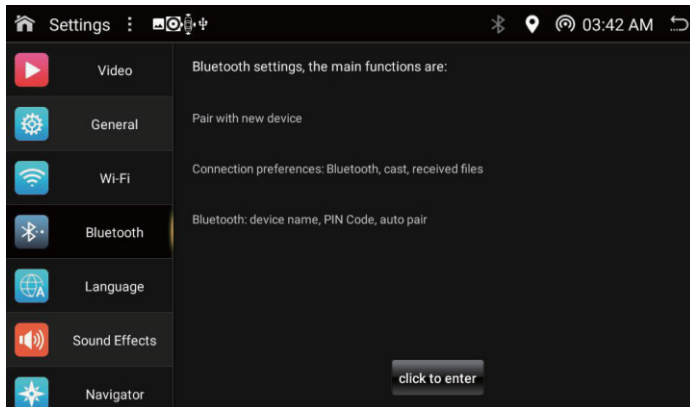 Settings
03:42 AM
Video
General
Wi-Fi
Bluetooth
Language
Sound Effects
Navigator
Bluetooth settings, the main functions are:
Pair with new device
Connection preferences: Bluetooth, cast, received files
Bluetooth: device name, PIN Code, auto pair
click to enter